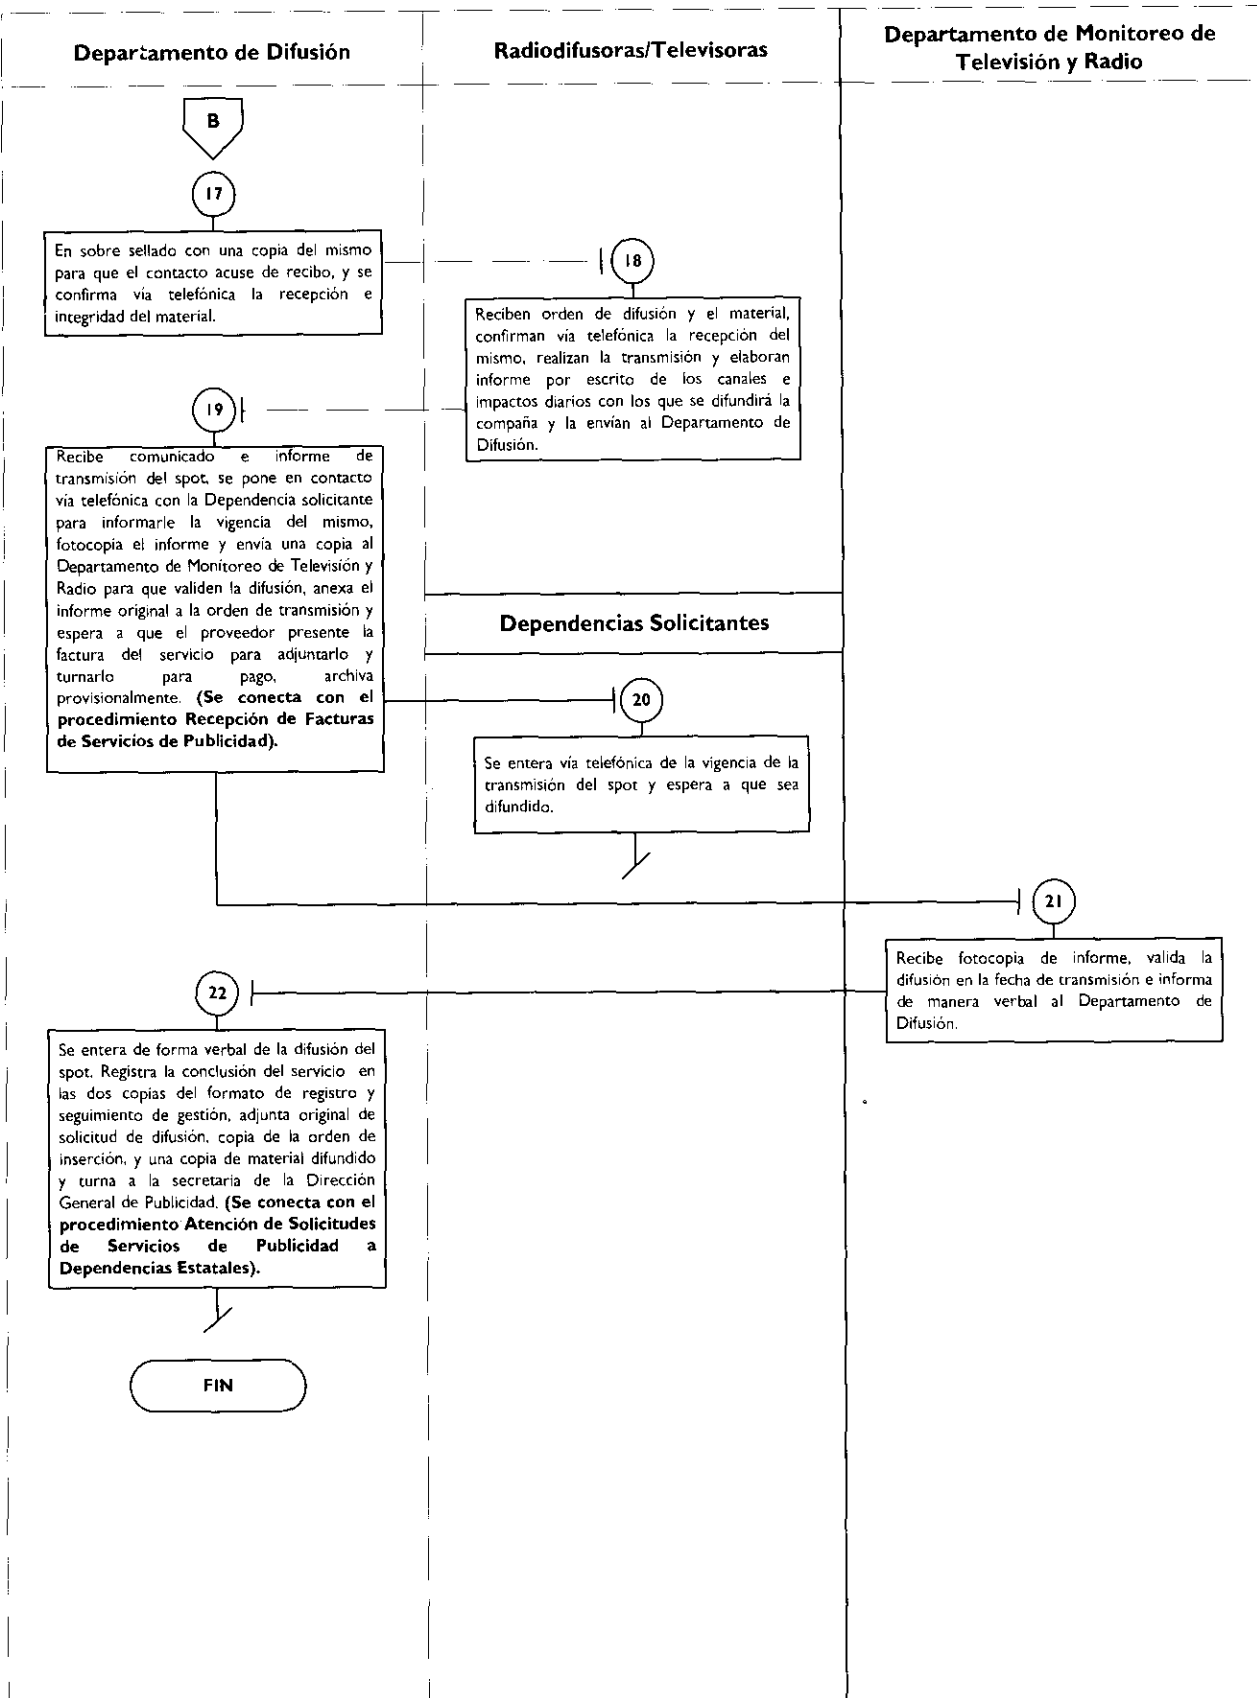 Departamento de Difusión
Radiodifusoras/Televisoras
Departamento de Monitoreo de
Televisión y Radio
B
17
En sobre sellado con una copia del mismo
para que el contacto acuse de recibo, y se
confirma vía telefónica la recepción e
integridad del material.
18
Reciben orden de difusión y el material,
confirman vía telefónica la recepción del
mismo, realizan la transmisión y elaboran
informe por escrito de los canales e
impactos diarios con los que se difundirá la
compaña y la envían al Departamento de
Difusión.
19
Recibe comunicado e informe de
transmisión del spot, se pone en contacto
vía telefónica con la Dependencia solicitante
para informarle la vigencia del mismo,
fotocopia el informe y envía una copia al
Departamento de Monitoreo de Televisión y
Radio para que validen la difusión, anexa el
informe original a la orden de transmisión y
espera a que el proveedor presente la
factura del servicio para adjuntarlo y
turnarlo para pago, archiva
provisionalmente. (Se conecta con el
procedimiento Recepción de Facturas
de Servicios de Publicidad).
Dependencias Solicitantes
20
Se entera vía telefónica de la vigencia de la
transmisión del spot y espera a que sea
difundido.
21
Recibe fotocopia de informe, valida la
difusión en la fecha de transmisión e informa
de manera verbal al Departamento de
Difusión.
22
Se entera de forma verbal de la difusión del
spot. Registra la conclusión del servicio en
las dos copias del formato de registro y
seguimiento de gestión, adjunta original de
solicitud de difusión, copia de la orden de
inserción, y una copia de material difundido
y turna a la secretaria de la Dirección
General de Publicidad. (Se conecta con el
procedimiento Atención de Solicitudes
de Servicios de Publicidad a
Dependencias Estatales).
FIN